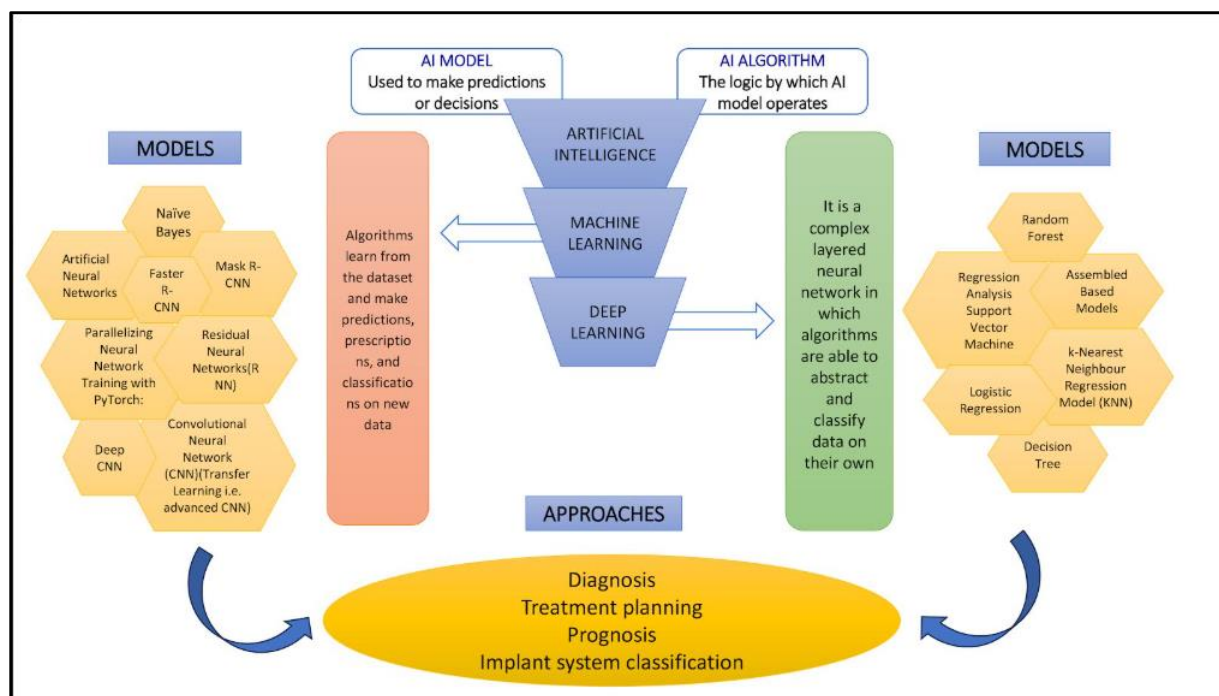 AI MODEL
Used to make predictions
or decisions
AI ALGORITHM
The logic by which AI
model operates
MODELS
Naïve
Bayes
Artificial
Neural
Networks
Faster
R-
CNN
Mask R-
CNN
Parallelizing
Neural
Network
Training with
PyTorch:
Residual
Neural
Networks(R
NN)
Deep
CNN
Convolutional
Neural
Network
(CNN)(Transfer
Learning i.e.
advanced CNN)
Algorithms
learn from
the dataset
and make
predictions,
prescriptio
ns, and
classificatio
ns on new
data
ARTIFICIAL
INTELLIGENCE
MACHINE
LEARNING
DEEP
LEARNING
It is a
complex
layered
neural
network in
which
algorithms
are able to
abstract
and
classify
data on
their own
MODELS
Random
Forest
Regression
Analysis
Support
Vector
Machine
Assembled
Based
Models
k-Nearest
Neighbour
Regression
Model (KNN)
Logistic
Regression
Decision
Tree
APPROACHES
Diagnosis
Treatment planning
Prognosis
Implant system classification